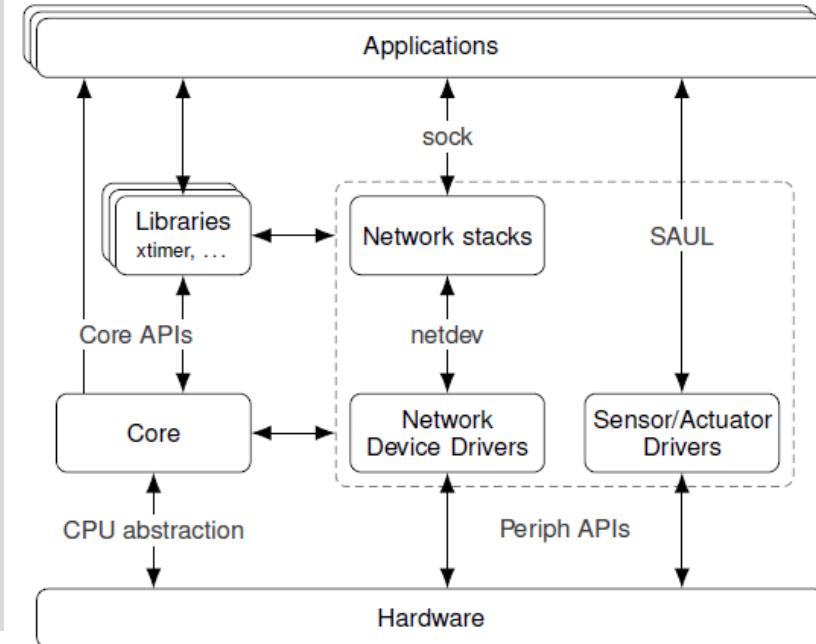 Applications
sock
Libraries
xtimer, ...
Network stacks
SAUL
Core APIs
netdev
Core
Network
Device Drivers
Sensor/Actuator
Drivers
CPU abstraction
Periph APIs
Hardware